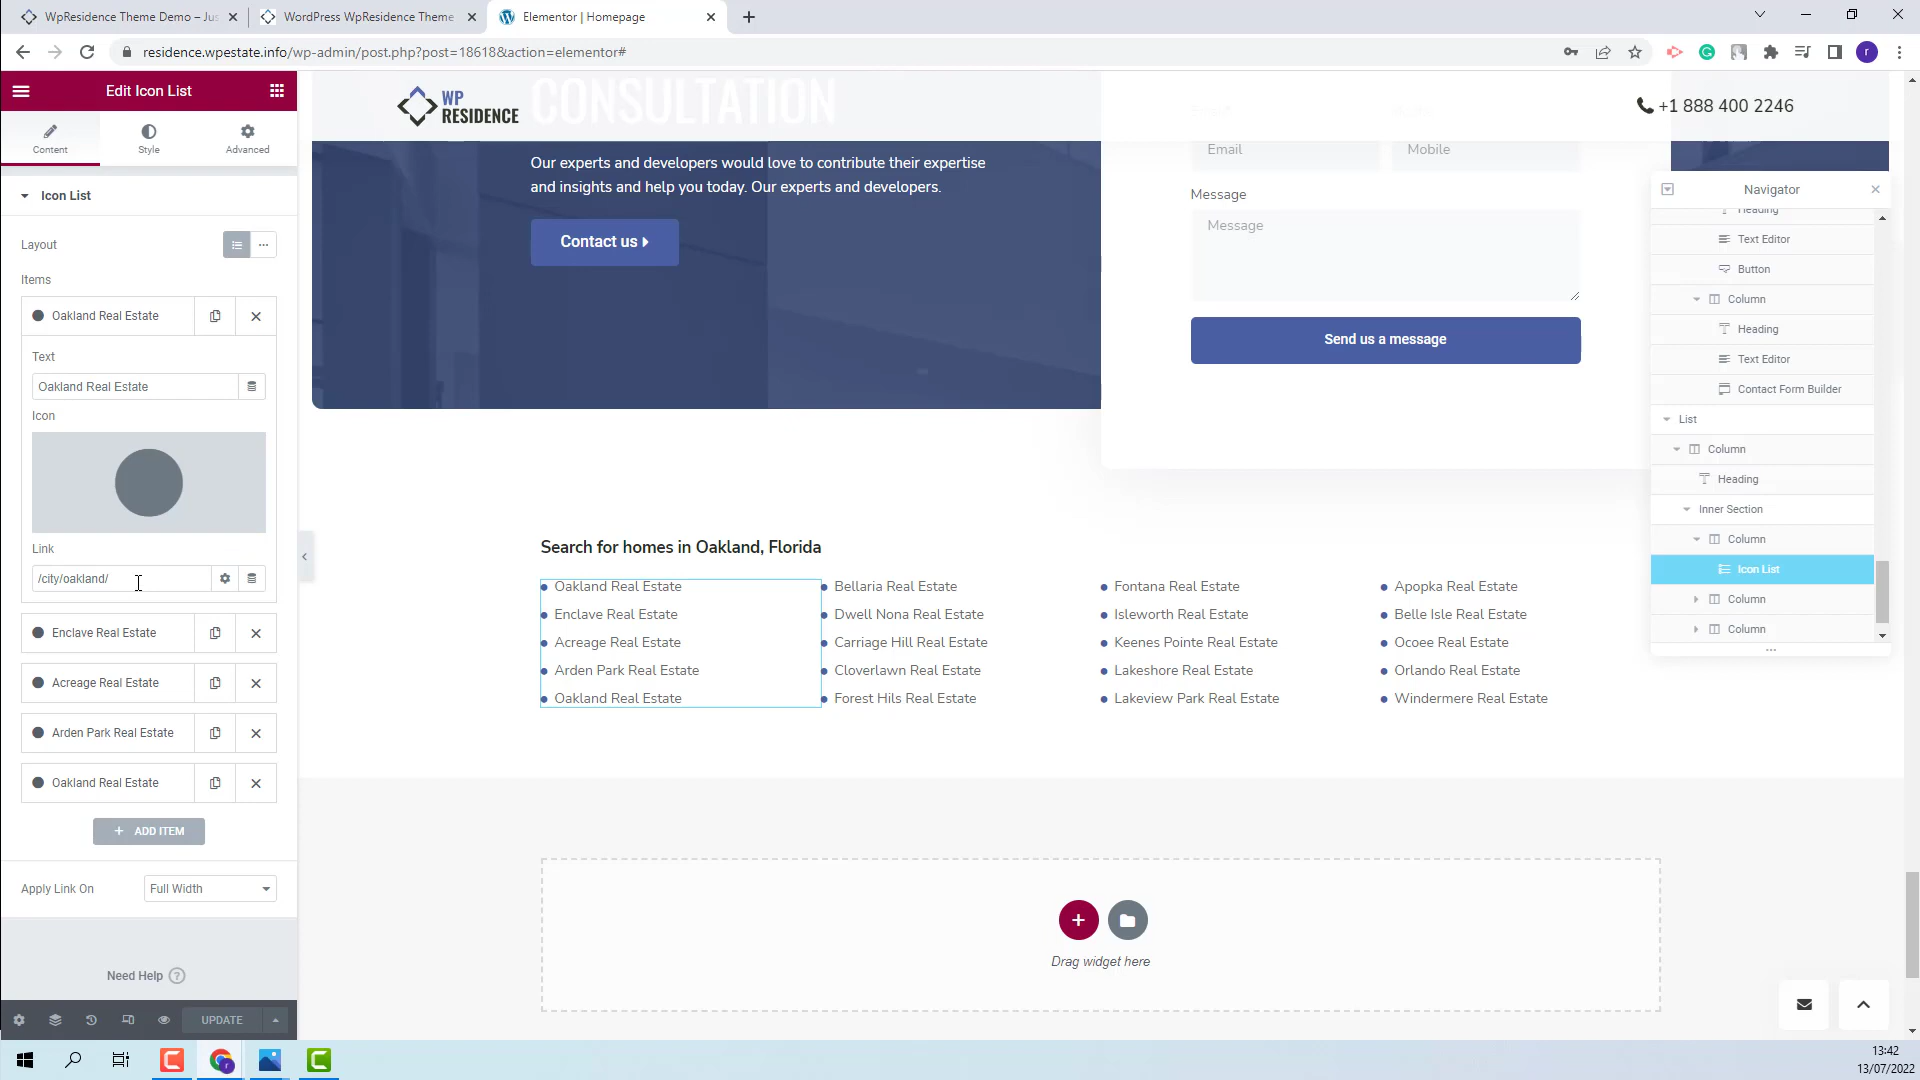 WpResidence Theme Demo – Jus
WordPress WpResidence Theme
Elementor | Homepage
residence.wpestate.info/wp-admin/post.php?post=18618&action=elementor#
Edit Icon List
Content
Style
Advanced
Icon List
Layout
Items
Oakland Real Estate
Text
Oakland Real Estate
Icon
Link
/city/oakland/
Enclave Real Estate
Acreage Real Estate
Arden Park Real Estate
Oakland Real Estate
+ ADD ITEM
Apply Link On
Full Width
Need Help ?
UPDATE
WP
RESIDENCE
CONSULTATION
+1 888 400 2246
Our experts and developers would love to contribute their expertise
and insights and help you today. Our experts and developers.
Contact us
Email
Mobile
Message
Message
Send us a message
Search for homes in Oakland, Florida
Oakland Real Estate
Enclave Real Estate
Acreage Real Estate
Arden Park Real Estate
Oakland Real Estate
Bellaria Real Estate
Dwell Nona Real Estate
Carriage Hill Real Estate
Cloverlawn Real Estate
Forest Hils Real Estate
Fontana Real Estate
Isleworth Real Estate
Keenes Pointe Real Estate
Lakeshore Real Estate
Lakeview Park Real Estate
Apopka Real Estate
Belle Isle Real Estate
Ocoee Real Estate
Orlando Real Estate
Windermere Real Estate
Drag widget here
Navigator
Heading
Text Editor
Button
Column
Heading
Text Editor
Contact Form Builder
List
Column
Heading
Inner Section
Column
Icon List
Column
Column
13:42
13/07/2022